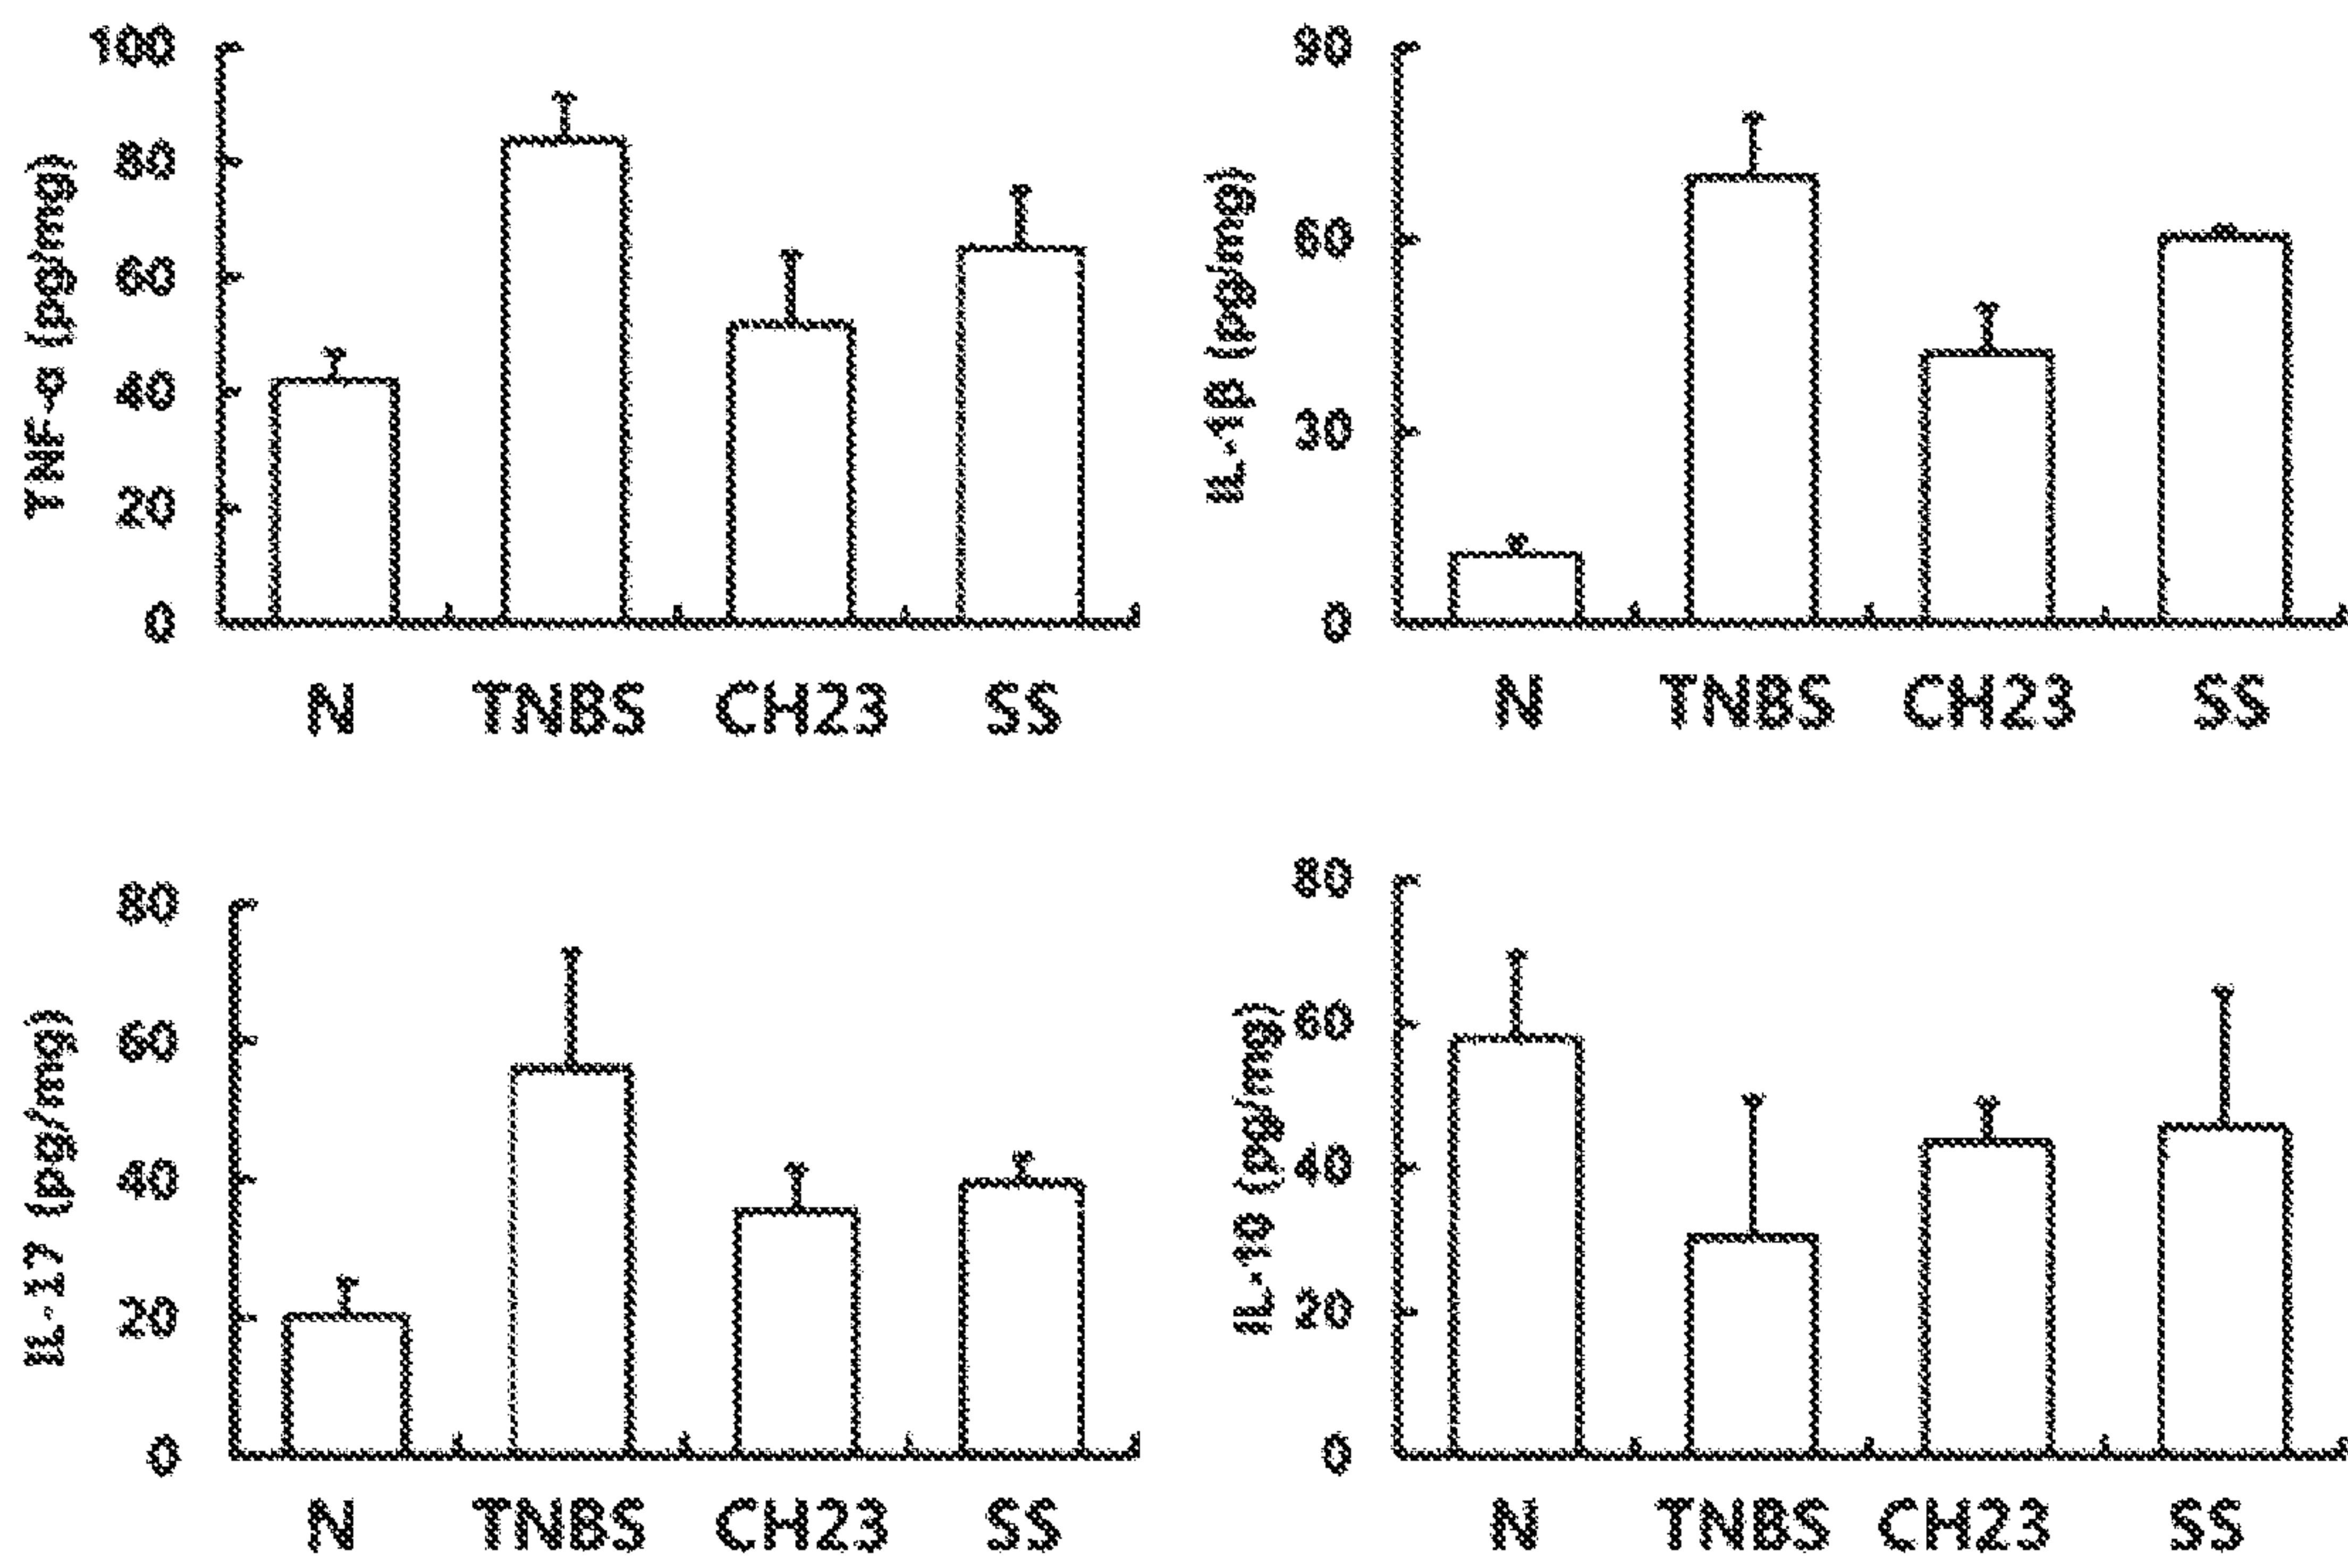 TNF-α (pg/mg)
100
80
60
40
20
0
N TNBS CH23 SS
IL-1β (pg/mg)
90
60
30
0
N TNBS CH23 SS
IL-17 (pg/mg)
80
60
40
20
0
N TNBS CH23 SS
IL-10 (pg/mg)
80
60
40
20
0
N TNBS CH23 SS